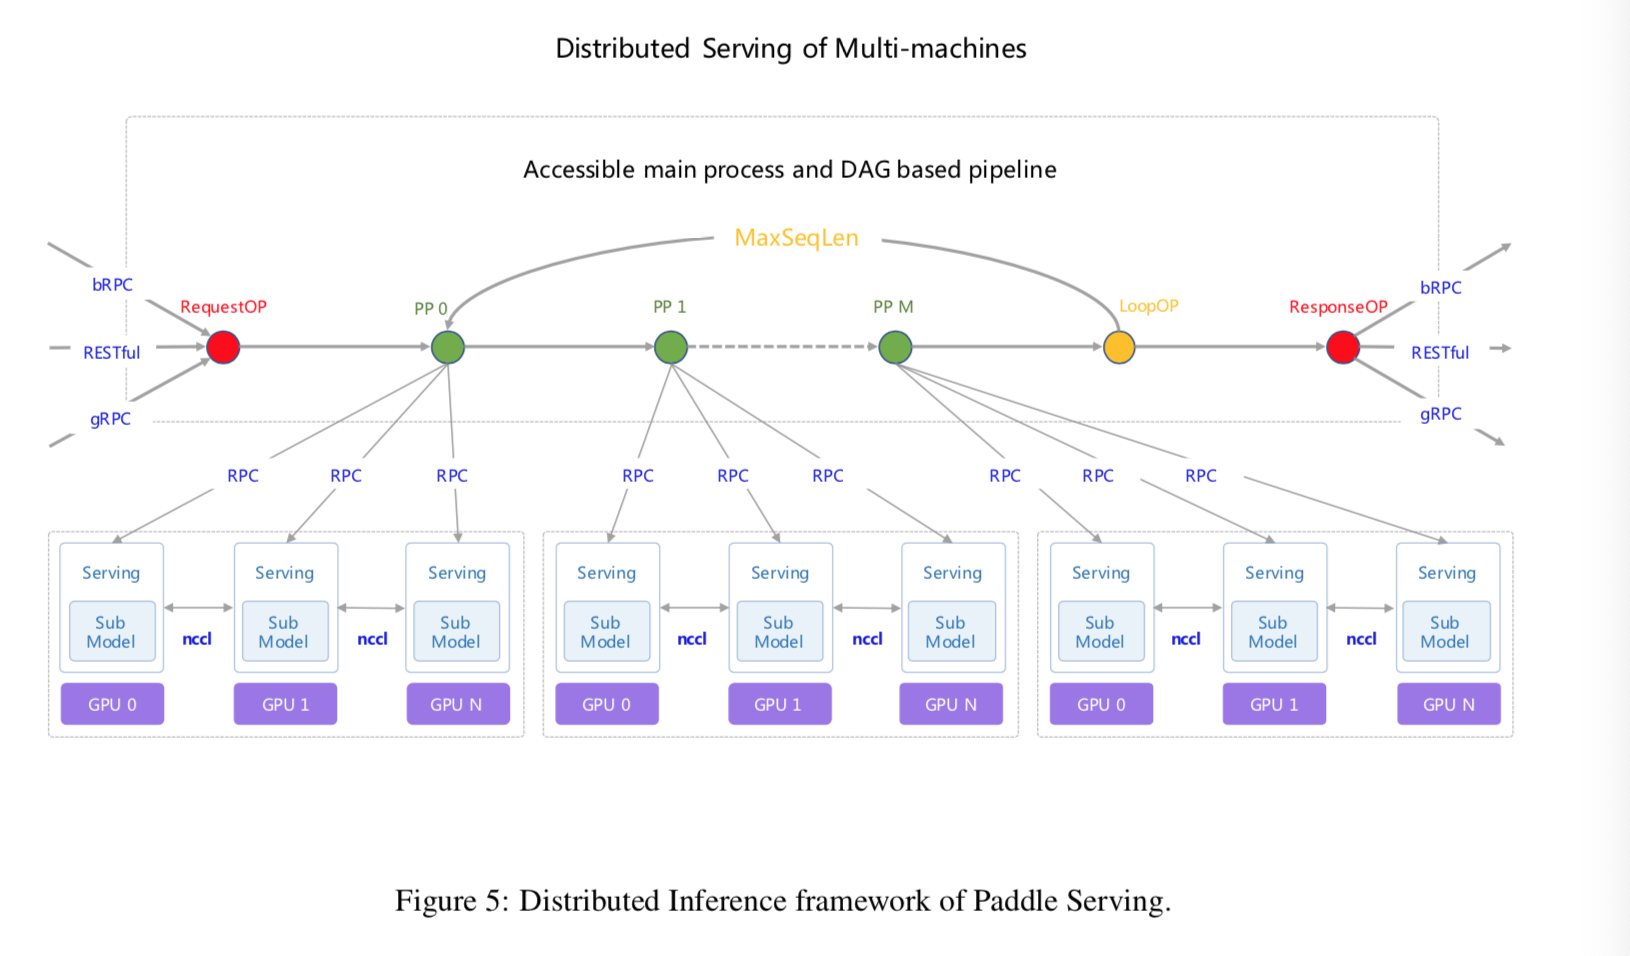 Distributed Serving of Multi-machines
Accessible main process and DAG based pipeline
MaxSeqLen
bRPC
RequestOP
PP 0
PP 1
PP M
LoopOP
ResponseOP
bRPC
RESTful
RESTful
gRPC
gRPC
RPC RPC RPC RPC RPC RPC RPC RPC RPC
Serving Serving Serving Serving Serving Serving Serving Serving Serving
Sub Sub Sub Sub Sub Sub Sub Sub Sub
Model nccl Model nccl Model Model nccl Model nccl Model Model nccl Model nccl Model
GPU 0 GPU 1 GPU N GPU 0 GPU 1 GPU N GPU 0 GPU 1 GPU N
Figure 5: Distributed Inference framework of Paddle Serving.